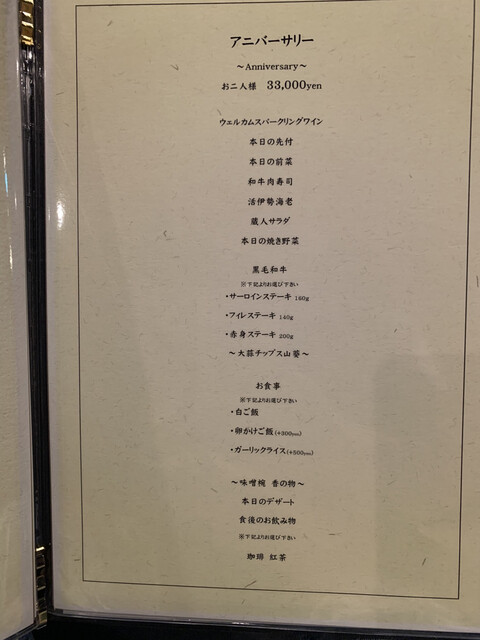 アニバーサリー
～Anniversary～
お二人様 33,000yen
ウェルカムスパークリングワイン
本日の先付
本日の前菜
和牛肉寿司
活伊勢海老
蔵人サラダ
本日の焼き野菜
黒毛和牛
※下記よりお選び下さい
・サーロインステーキ 140g
・フィレステーキ 140g
・赤身ステーキ 200g
～大蒜チップス山葵～
お食事
※下記よりお選び下さい
・白ご飯
・卵かけご飯(+300yen)
・ガーリックライス(+500yen)
～味噌椀 香の物～
本日のデザート
食後のお飲み物
※下記よりお選び下さい
珈琲 紅茶